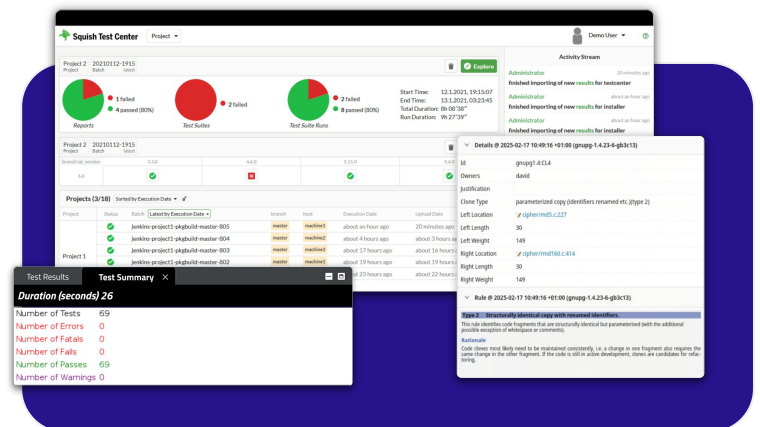 Squish Test Center
Project
Demo User
Project 2 20210112-1915
Project Batch latest
Explore
1 failed
4 passed (80%)
Reports
2 failed
Test Suites
2 failed
8 passed (80%)
Test Suite Runs
Start Time: 12.1.2021, 19:15:07
End Time: 13.1.2021, 03:23:45
Total Duration: 8h 08'38"
Run Duration: 9h 27'39"
Activity Stream
Administrator 20 minutes ago
finished importing of new results for testcenter
Administrator about an hour ago
finished importing of new results for installer
Administrator about an hour ago
finished importing of new results for installer
Project 2 20210112-1915
Project Batch latest
Projects (3/18) Sorted by Execution Date
Project Status Batch Latest by Execution Date branch host Execution Date Upload Date
Project 1
jenkins-project1-pkgbuild-master-805 master machine1 about an hour ago 20 minutes ago
jenkins-project1-pkgbuild-master-804 master machine2 about 4 hours ago about 3 hours ag
jenkins-project1-pkgbuild-master-803 master machine2 about 17 hours ago about 16 hours
jenkins-project1-pkgbuild-master-802 master machine1 about 19 hours ago about 19 hours
ut 23 hours ago about 22 hours
Details @ 2025-02-17 10:49:16 +01:00 (gnupg-1.4.23-6-gb3c13)
Id gnupg1.4:CL4
Owners david
Justification
Clone Type parameterized copy (identifiers renamed etc.)(type 2)
Left Location cipher/md5.c:227
Left Length 30
Left Weight 149
Right Location cipher/rmd160.c:414
Right Length 30
Right Weight 149
Rule @ 2025-02-17 10:49:16 +01:00 (gnupg-1.4.23-6-gb3c13)
Type 2 Structurally identical copy with renamed identifiers.
This rule identifies code fragments that are structurally identical but parameterised (with the additional
possible exception of whitespace or comments).
Rationale
Code clones most likely need to be maintained consistently, i.e. a change in one fragment also requires the
same change in the other fragment. If the code is still in active development, clones are candidates for refac-
toring.
Test Results
Test Summary
Duration (seconds) 26
Number of Tests 69
Number of Errors 0
Number of Fatals 0
Number of Fails 0
Number of Passes 69
Number of Warnings 0